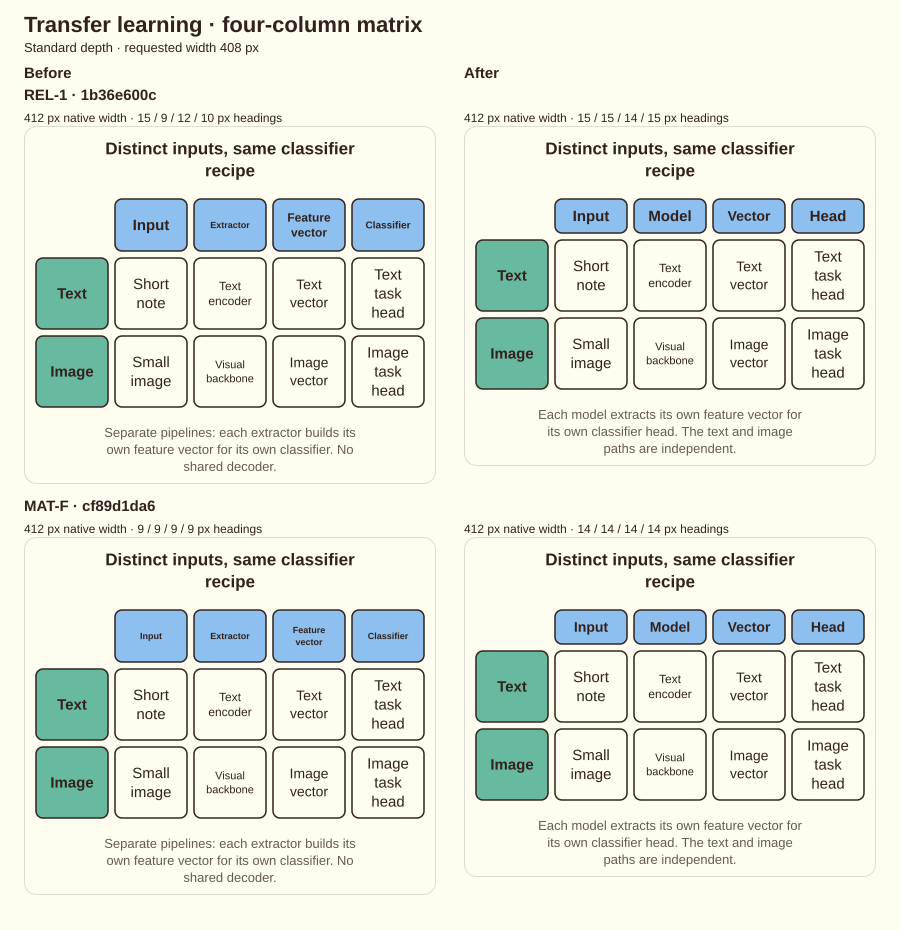 Transfer learning · four-column matrix
Standard depth · requested width 408 px
Before
After
REL-1 · 1b36e600c
412 px native width · 15 / 9 / 12 / 10 px headings
Distinct inputs, same classifier
recipe
Input
Extractor
Feature
vector
Classifier
Text
Short
note
Text
encoder
Text
vector
Text
task
head
Image
Small
image
Visual
backbone
Image
vector
Image
task
head
Separate pipelines: each extractor builds its
own feature vector for its own classifier. No
shared decoder.
412 px native width · 15 / 15 / 14 / 15 px headings
Distinct inputs, same classifier
recipe
Input
Model
Vector
Head
Text
Short
note
Text
encoder
Text
vector
Text
task
head
Image
Small
image
Visual
backbone
Image
vector
Image
task
head
Each model extracts its own feature vector for
its own classifier head. The text and image
paths are independent.
MAT-F · cf89d1da6
412 px native width · 9 / 9 / 9 / 9 px headings
Distinct inputs, same classifier
recipe
Input
Extractor
Feature
vector
Classifier
Text
Short
note
Text
encoder
Text
vector
Text
task
head
Image
Small
image
Visual
backbone
Image
vector
Image
task
head
Separate pipelines: each extractor builds its
own feature vector for its own classifier. No
shared decoder.
412 px native width · 14 / 14 / 14 / 14 px headings
Distinct inputs, same classifier
recipe
Input
Model
Vector
Head
Text
Short
note
Text
encoder
Text
vector
Text
task
head
Image
Small
image
Visual
backbone
Image
vector
Image
task
head
Each model extracts its own feature vector for
its own classifier head. The text and image
paths are independent.